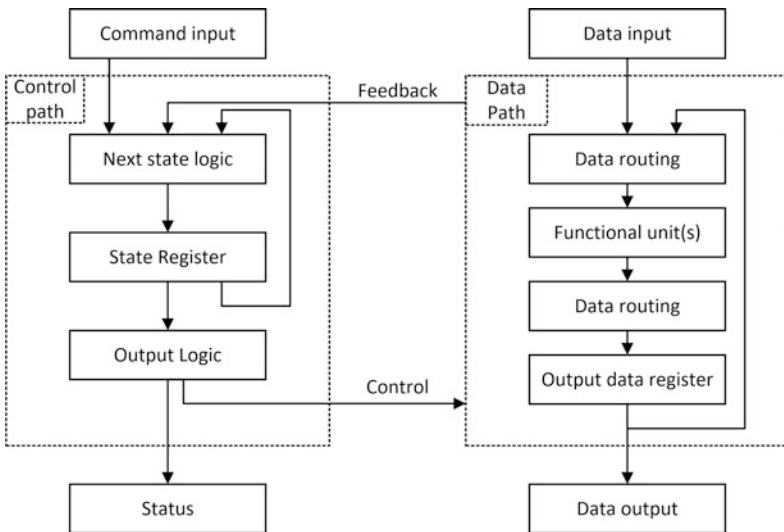 Command input
Data input
Control
path
Feedback
Data
Path
Next state logic
Data routing
State Register
Functional unit(s)
Data routing
Output Logic
Control
Output data register
Status
Data output